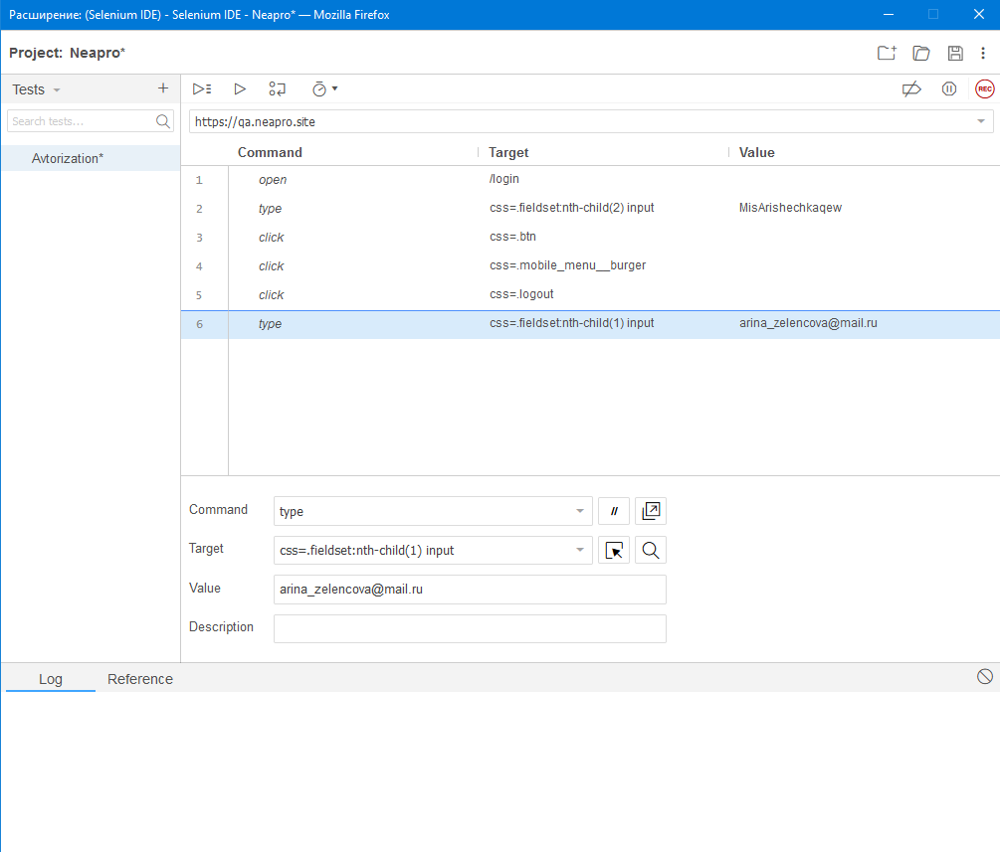 Расширение: (Selenium IDE) - Selenium IDE - Neapro* — Mozilla Firefox
Project: Neapro*
Tests
REC
Search tests...
https://qa.neapro.site
Avtorization*
Command Target Value
1 open /login
2 type css=.fieldset:nth-child(2) input MisArishechkaqew
3 click css=.btn
4 click css=.mobile_menu__burger
5 click css=.logout
6 type css=.fieldset:nth-child(1) input arina_zelencova@mail.ru
Command type //
Target css=.fieldset:nth-child(1) input
Value arina_zelencova@mail.ru
Description
Log Reference